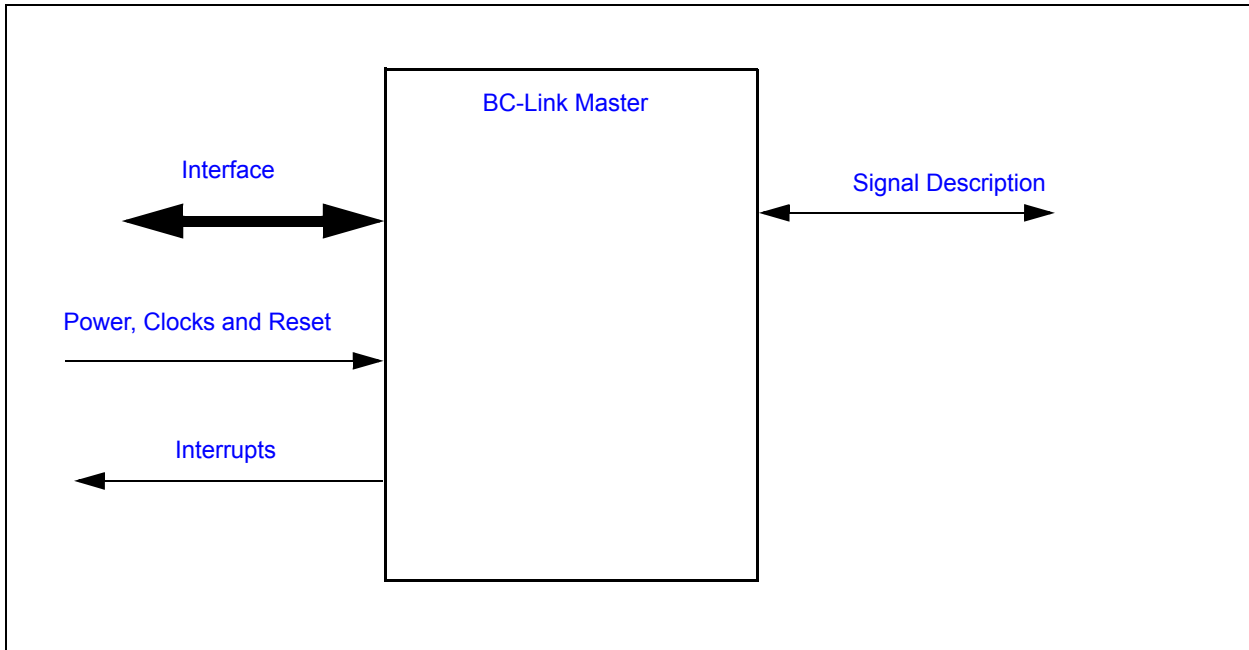 BC-Link Master
Interface
Signal Description
Power, Clocks and Reset
Interrupts